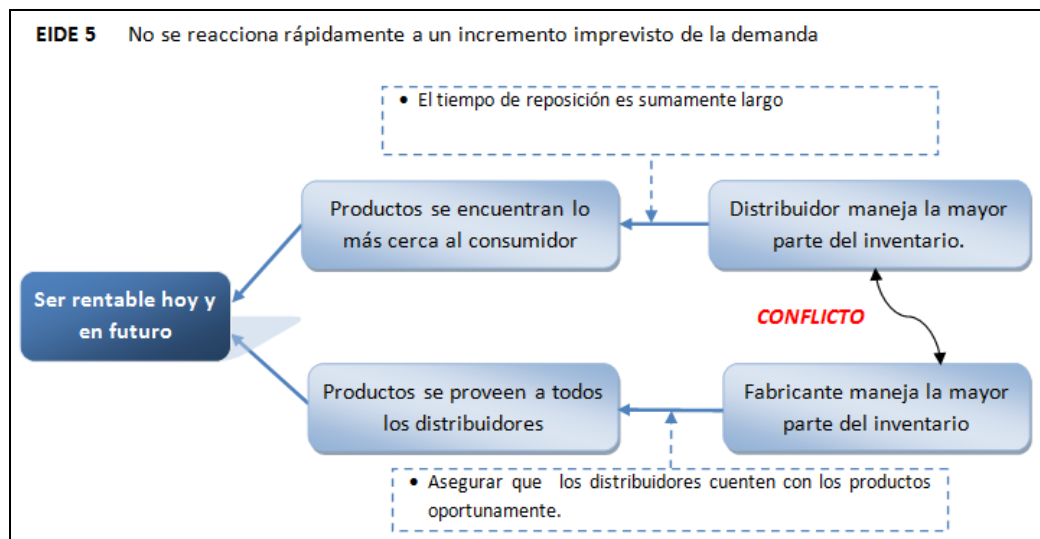 EIDE 5 No se reacciona rápidamente a un incremento imprevisto de la demanda
• El tiempo de reposición es sumamente largo
Productos se encuentran lo
más cerca al consumidor
Distribuidor maneja la mayor
parte del inventario.
Ser rentable hoy y
en futuro
CONFLICTO
Productos se proveen a todos
los distribuidores
Fabricante maneja la mayor
parte del inventario
• Asegurar que los distribuidores cuenten con los productos
oportunamente.